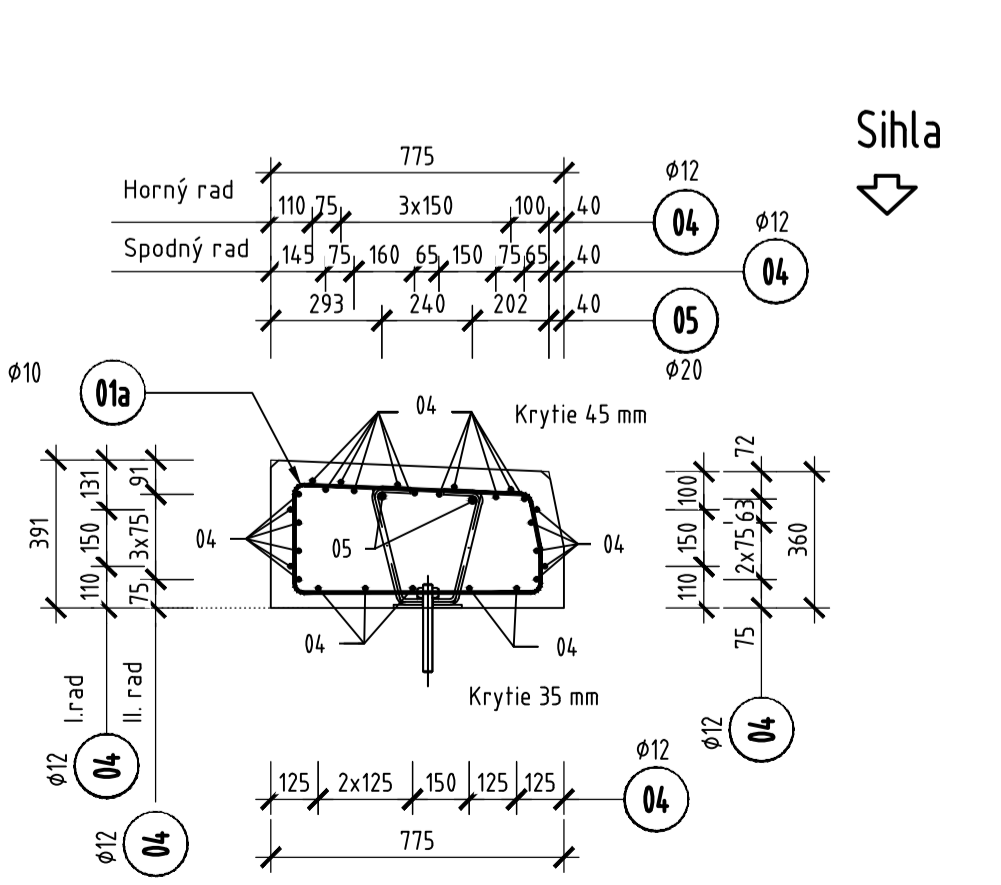 Sihla
775
Ø12
Horný rad
110 75 3x150 100 40
04
Ø12
Spodný rad
145 75 160 65 150 75 65 40
04
293 240 202 40
05
Ø20
Ø10
01a
04
Krytie 45 mm
391
131
150
110
91
3x75
75
04
05
04
100
150
110
72
63
2x75
75
360
04
04
Krytie 35 mm
I.rad
II. rad
Ø12
04
Ø12
04
Ø12
04
Ø12
04
125 2x125 150 125 125
775